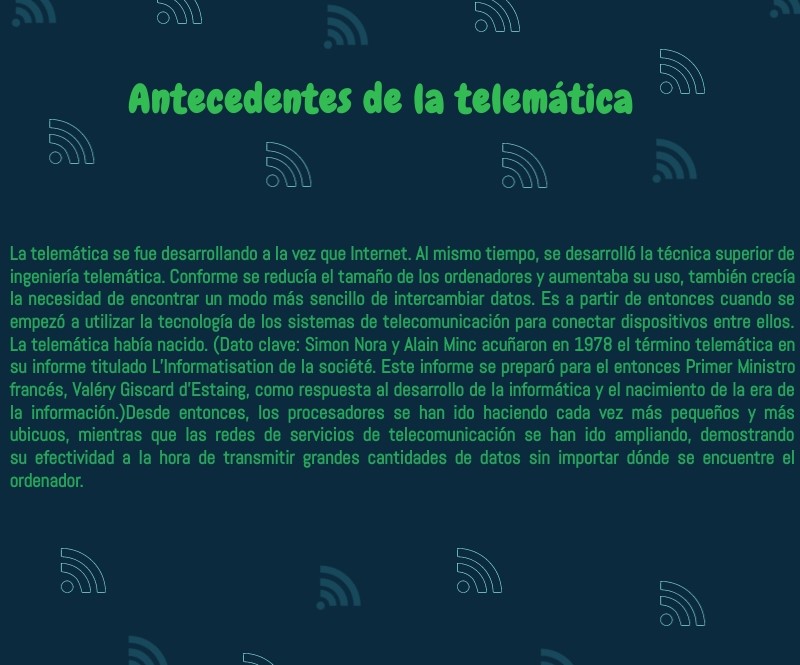 Antecedentes de la telemática
La telemática se fue desarrollando a la vez que Internet. Al mismo tiempo, se desarrolló la técnica superior de
ingeniería telemática. Conforme se reducía el tamaño de los ordenadores y aumentaba su uso, también crecía
la necesidad de encontrar un modo más sencillo de intercambiar datos. Es a partir de entonces cuando se
empezó a utilizar la tecnología de los sistemas de telecomunicación para conectar dispositivos entre ellos.
La telemática había nacido. (Dato clave: Simon Nora y Alain Minc acuñaron en 1978 el término telemática en
su informe titulado L'Informatisation de la société. Este informe se preparó para el entonces Primer Ministro
francés, Valéry Giscard d'Estaing, como respuesta al desarrollo de la informática y el nacimiento de la era de
la información.)Desde entonces, los procesadores se han ido haciendo cada vez más pequeños y más
ubicuos, mientras que las redes de servicios de telecomunicación se han ido ampliando, demostrando
su efectividad a la hora de transmitir grandes cantidades de datos sin importar dónde se encuentre el
ordenador.